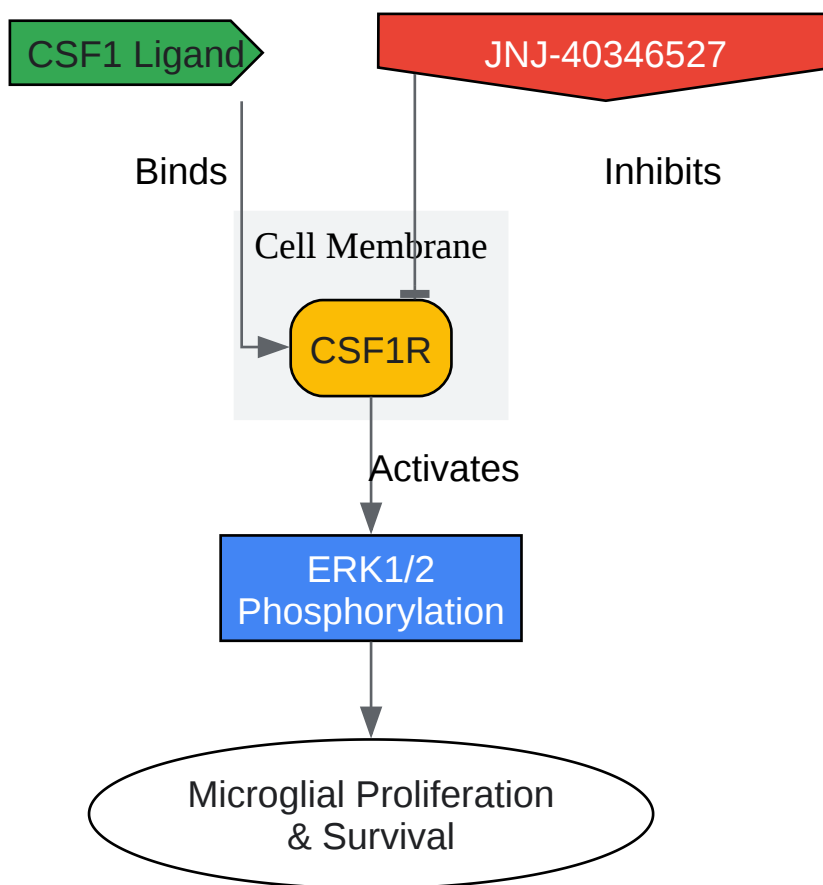 CSF1 Ligand
JNJ-40346527
Binds
Inhibits
Cell Membrane
CSF1R
Activates
ERK1/2
Phosphorylation
Microglial Proliferation
& Survival